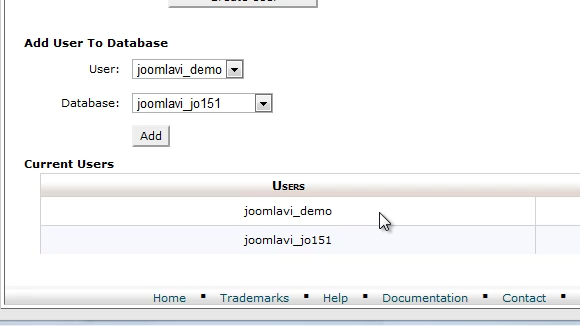 Create User
Add User To Database
User: joomlavi_demo
Database: joomlavi_jo151
Add
Current Users
Users
joomlavi_demo
joomlavi_jo151
Home ▪ Trademarks ▪ Help ▪ Documentation ▪ Contact ▪